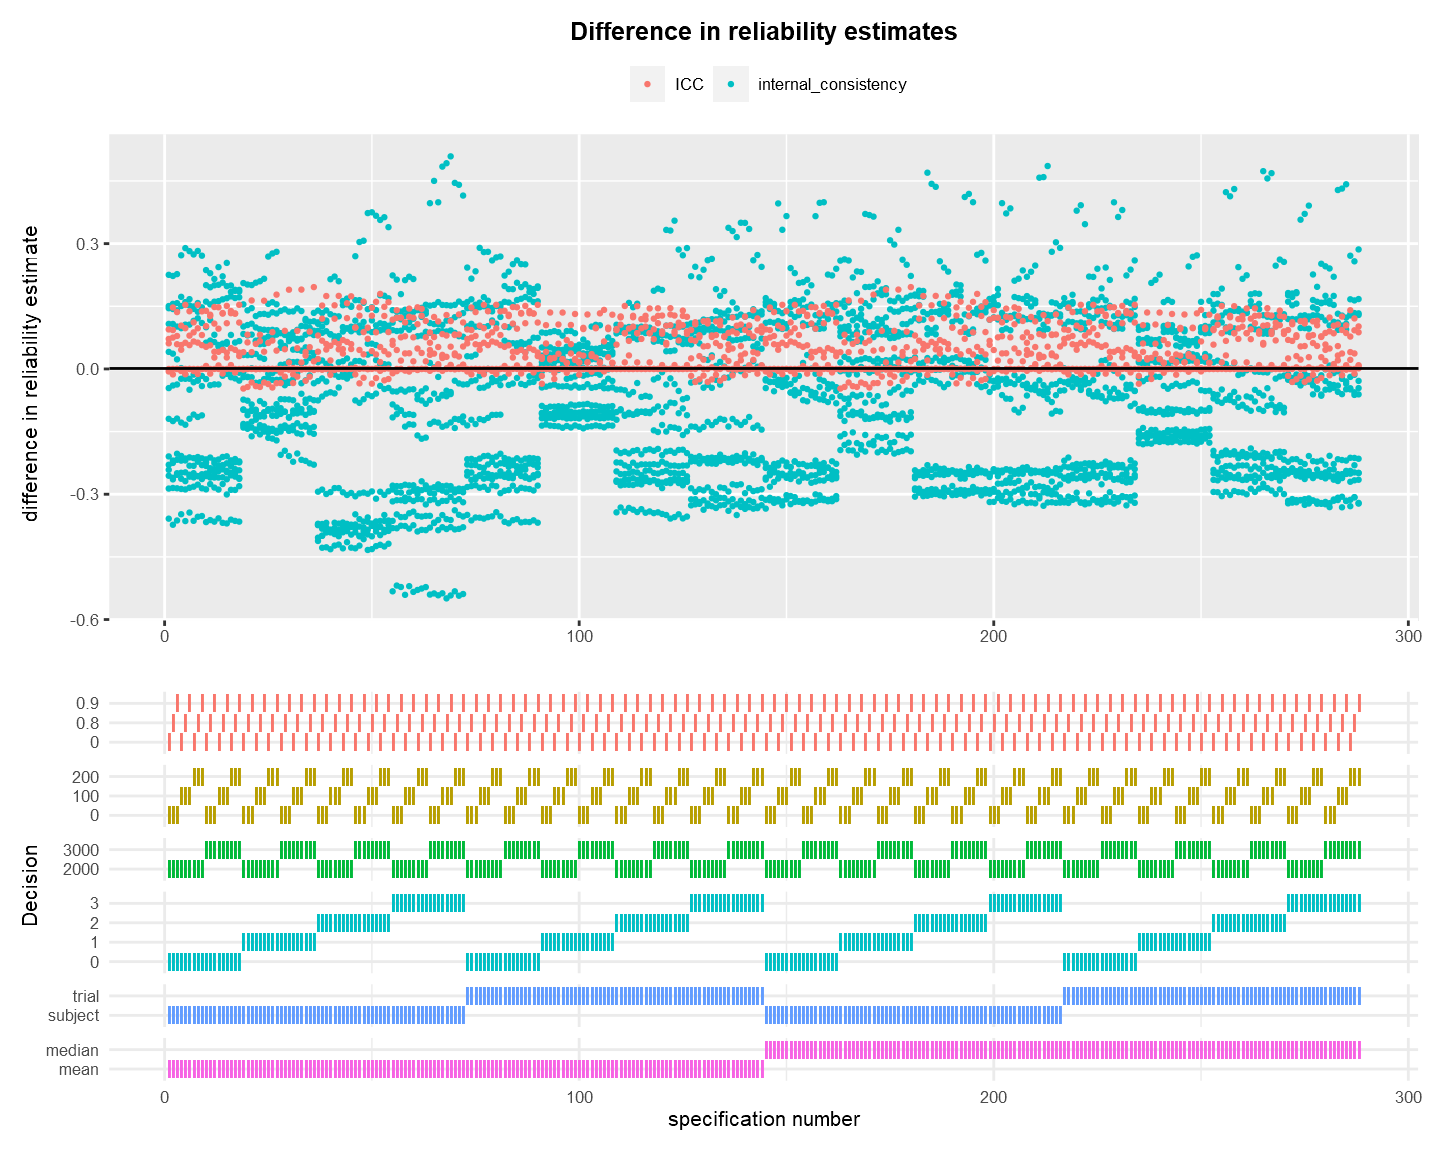 Difference in reliability estimates
ICC internal_consistency
difference in reliability estimate
0.3
0.0
-0.3
-0.6
0 100 200 300
Decision
0.9
0.8
0
200
100
0
3000
2000
3
2
1
0
trial
subject
median
mean
0 100 200 300
specification number